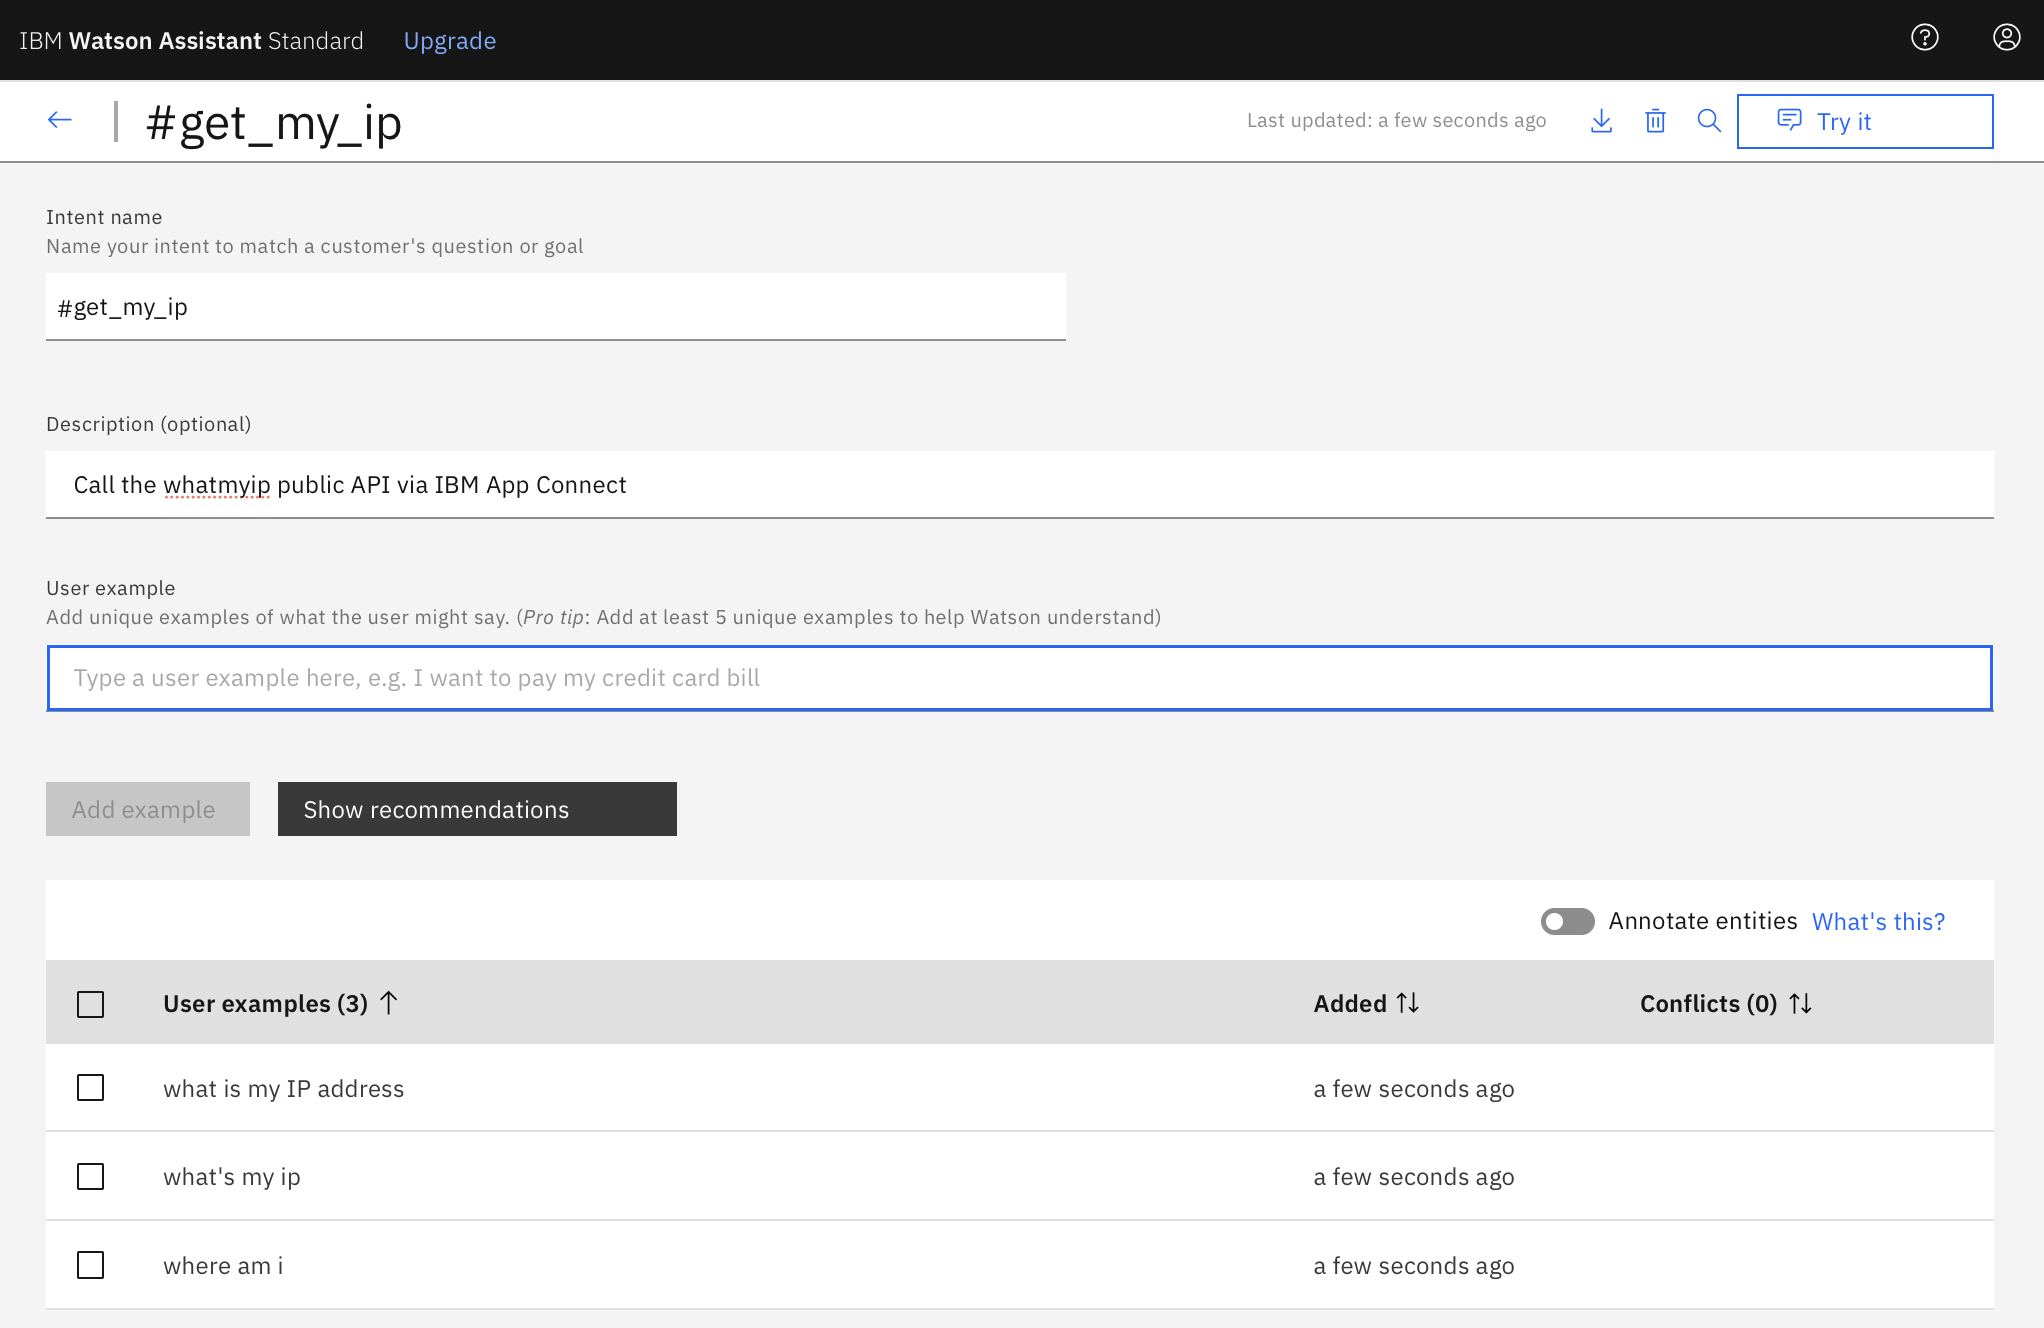 IBM Watson Assistant Standard Upgrade
#get_my_ip
Last updated: a few seconds ago
Try it
Intent name
Name your intent to match a customer's question or goal
#get_my_ip
Description (optional)
Call the whatmyip public API via IBM App Connect
User example
Add unique examples of what the user might say. (Pro tip: Add at least 5 unique examples to help Watson understand)
Type a user example here, e.g. I want to pay my credit card bill
Add example
Show recommendations
Annotate entities What's this?
User examples (3) Added Conflicts (0)
what is my IP address a few seconds ago
what's my ip a few seconds ago
where am i a few seconds ago